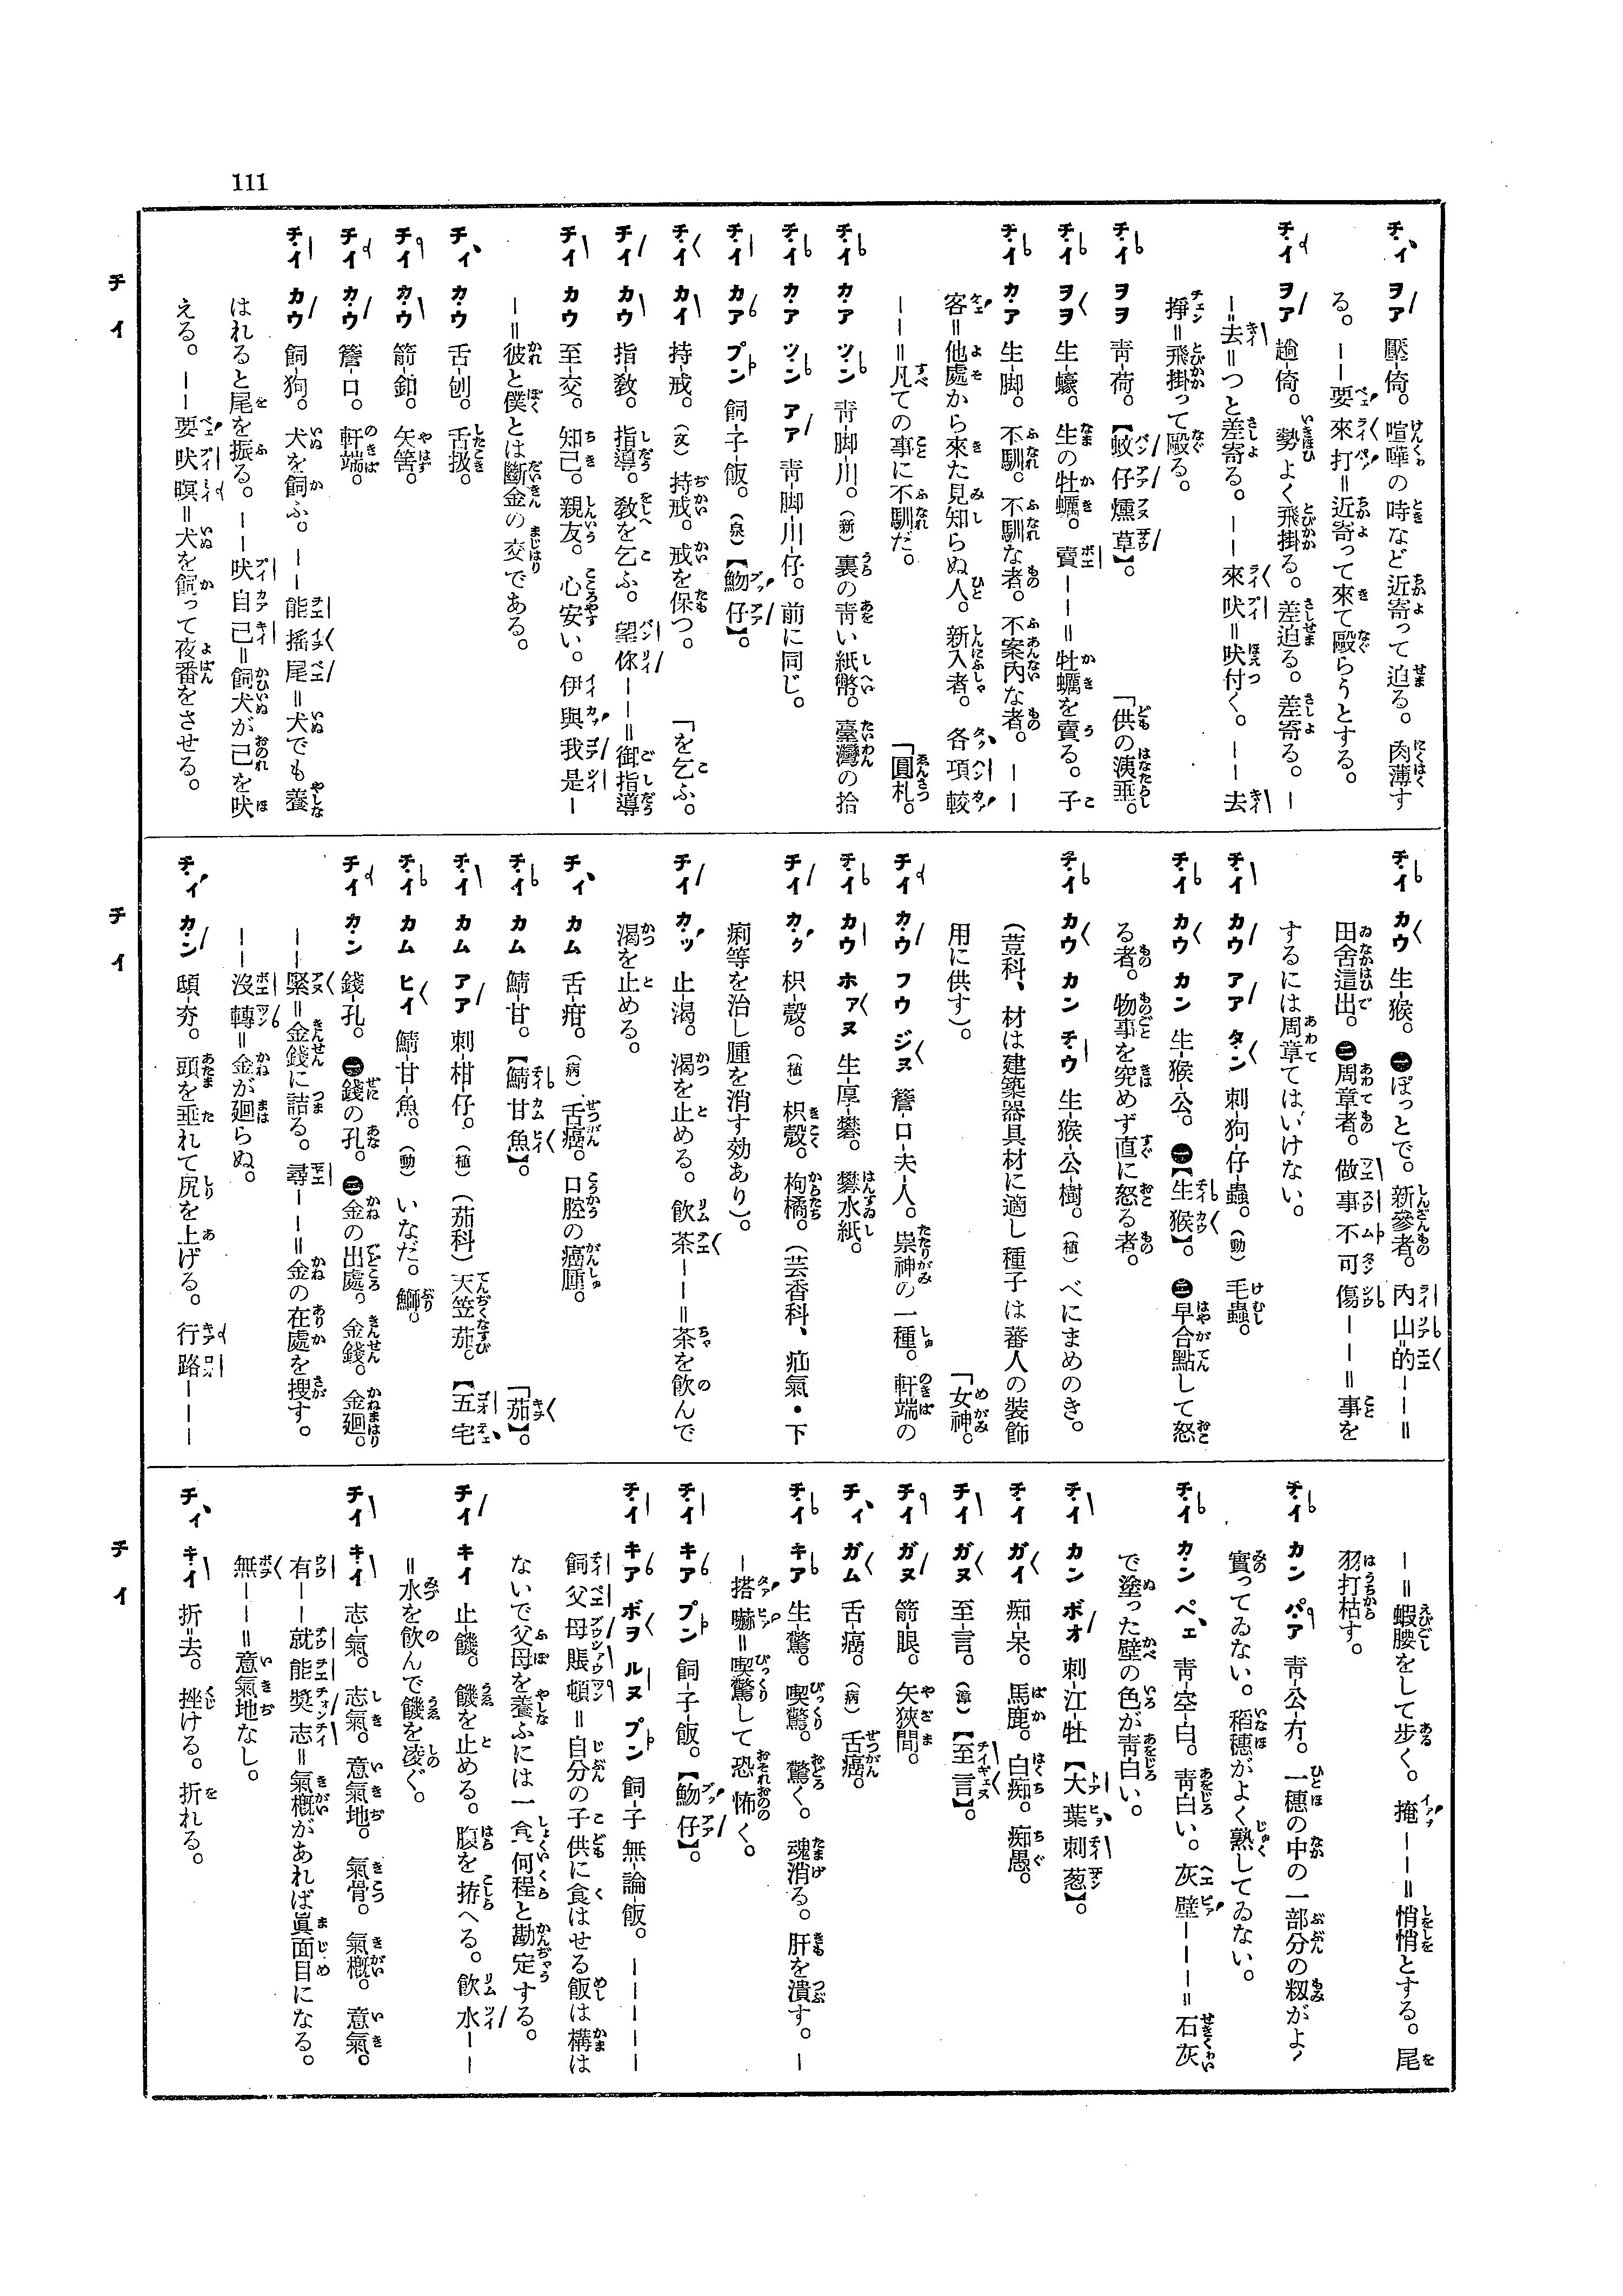 111
チイ ヲア 壓-倚。喧嘩の時など近寄って迫る。肉薄す
る。——要來打=近寄って來て毆らうとする。
チイ ヲア 趨-倚。勢よく飛掛る。差迫る。差寄る。—
—去=つと差寄る。——來吠=吠付く。——去
掙=飛掛って毆る。
チイ ヲヲ 靑-荷。【蚊仔燻草】。「供の洟垂。
チイ ヲヲ 生-蠔。生の牡蠣。賣——=牡蠣を賣る。子
チイ カア 生-脚。不馴。不馴な者。不案內な者。——
客=他處から來た見知らぬ人。新入者。各項較
——=凡ての事に不馴だ。「圓札。
チイ カア ツン 靑-脚-川。(新)裏の靑い紙幣。臺灣の拾
チイ カア ツン アア 靑-脚-川-仔。前に同じ。
チイ カア プン 飼-子-飯。(泉)【魩仔】。
チイ カイ 持-戒。(文)持戒。戒を保つ。「を乞ふ。
チイ カウ 指-敎。指導。敎を乞ふ。望你——=御指導
チイ カウ 至-交。知己。親友。心安い。伊與我是—
—=彼と僕とは斷金の交である。
チイ カウ 舌-刨。舌扱。
チイ カウ 箭-釦。矢筈。
チイ カウ 簷-口。軒端。
チイ カウ 飼-狗。犬を飼ふ。——能搖尾=犬でも養
はれると尾を振る。——吠自己=飼犬が己を吠
える。——要吠暝=犬を飼って夜番をさせる。
チイ
チイ カウ 生-猴。㊀ぽっとで。新參者。內山=的——=
田舍這出。㊁周章者。做事不可傷——=事を
するには周章てはいけない。
チイ カウ アア タン 刺-狗-仔-蟲。(動)毛蟲。
チイ カウ カン 生-猴-公。㊀【生猴】。㊁早合點して怒
る者。物事を究めず直に怒る者。
チイ カウ カン チウ 生-猴-公-樹。(植)べにまめのき。
(荳科、材は建築器具材に適し種子は蕃人の裝飾
用に供す)。「女神。
チイ カウ フウ ジヌ 簷-口-夫-人。祟神の一種。軒端の
チイ カウ ホァヌ 生-厚-礬。礬水紙。
チイ カク 枳-殼。(植)枳殼。枸橘。(芸香科、疝氣・下
痢等を治し腫を消す効あり)。
チイ カッ 止-渴。渴を止める。飮茶——=茶を飮んで
渴を止める。
チイ カム 舌-疳。(病)舌癌。口腔の癌腫。
チイ カム 鯖-甘。【鯖甘魚】。「茄】。
チイ カム アア 刺-柑-仔。(植)(茄科)天竺茄。【五宅
チイ カム ヒイ 鯖-甘-魚。(動)いなだ。鰤。
チイ カン 錢-孔。㊀錢の孔。㊁金の出處。金錢。金廻。
——緊=金錢に詰る。尋——=金の在處を搜す。
——沒轉=金が廻らぬ。
チイ カン 頕-夯。頭を垂れて尻を上げる。行路———
チイ
—=蝦腰をして步く。掩——=悄悄とする。尾
羽打枯す。
チイ カン パア 靑-公-冇。一穗の中の一部分の籾がよ
實ってゐない。稻穗がよく熟してゐない。
チイ カン ペェ 靑-空-白。靑白い。灰壁———=石灰
で塗った壁の色が靑白い。
チイ カン ボオ 刺-江-牡【大葉刺葱】。
チイ ガイ 痴-呆。馬鹿。白痴。痴愚。
チイ ガヌ 至-言。(漳)【至言】。
チイ ガヌ 箭-眼。矢狹間。
チイ ガム 舌-癌。(病)舌癌。
チイ キア 生-驚。喫驚。驚く。魂消る。肝を潰す。—
—搭嚇=喫驚して恐怖く。
チイ キア プン 飼-子-飯。【魩仔】。
チイ キア ボヲ ルヌ プン 飼-子 無-論-飯。—————
飼父母賬頓=自分の子供に食はせる飯は構は
ないで父母を養ふには一食何程と勘定する。
チイ キイ 止-饑。饑を止める。腹を拵へる。飮水——
=水を飮んで饑を凌ぐ。
チイ キイ 志-氣。志氣。意氣地。氣骨。氣槪。意氣。
有——就能奬志=氣槪があれば眞面目になる。
無——=意氣地なし。
チイ キイ 折=去。挫ける。折れる。
チイ